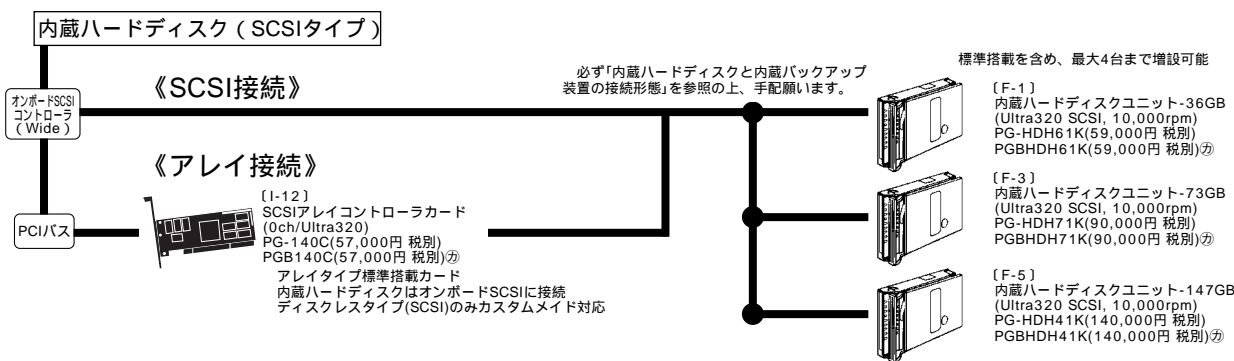 内蔵ハードディスク(SCSIタイプ)
オンボードSCSI
コントローラ
(Wide)
《SCSI接続》
必ず「内蔵ハードディスクと内蔵バックアップ
装置の接続形態」を参照の上、手配願います。
標準搭載を含め、最大4台まで増設可能
〔F-1〕
内蔵ハードディスクユニット-36GB
(Ultra320 SCSI, 10,000rpm)
PG-HDH61K(59,000円 税別)
PGBHDH61K(59,000円 税別)㋕
《アレイ接続》
PCIバス
〔I-12〕
SCSIアレイコントローラカード
(0ch/Ultra320)
PG-140C(57,000円 税別)
PGB140C(57,000円 税別)㋕
アレイタイプ標準搭載カード
内蔵ハードディスクはオンボードSCSIに接続
ディスクレスタイプ(SCSI)のみカスタムメイド対応
〔F-3〕
内蔵ハードディスクユニット-73GB
(Ultra320 SCSI, 10,000rpm)
PG-HDH71K(90,000円 税別)
PGBHDH71K(90,000円 税別)㋕
〔F-5〕
内蔵ハードディスクユニット-147GB
(Ultra320 SCSI, 10,000rpm)
PG-HDH41K(140,000円 税別)
PGBHDH41K(140,000円 税別)㋕